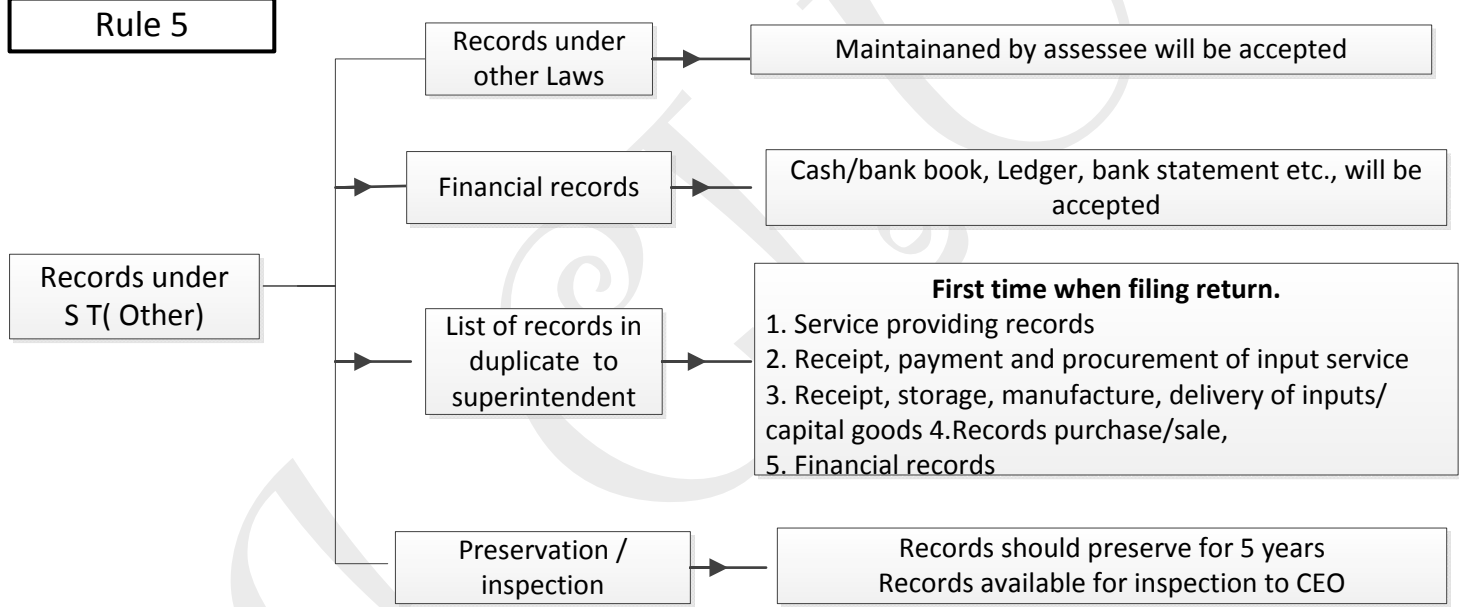 Rule 5
Records under
other Laws
Maintainaned by assessee will be accepted
Financial records
Cash/bank book, Ledger, bank statement etc., will be
accepted
Records under
S T( Other)
List of records in
duplicate to
superintendent
First time when filing return.
1. Service providing records
2. Receipt, payment and procurement of input service
3. Receipt, storage, manufacture, delivery of inputs/
capital goods 4.Records purchase/sale,
5. Financial records
Preservation /
inspection
Records should preserve for 5 years
Records available for inspection to CEO